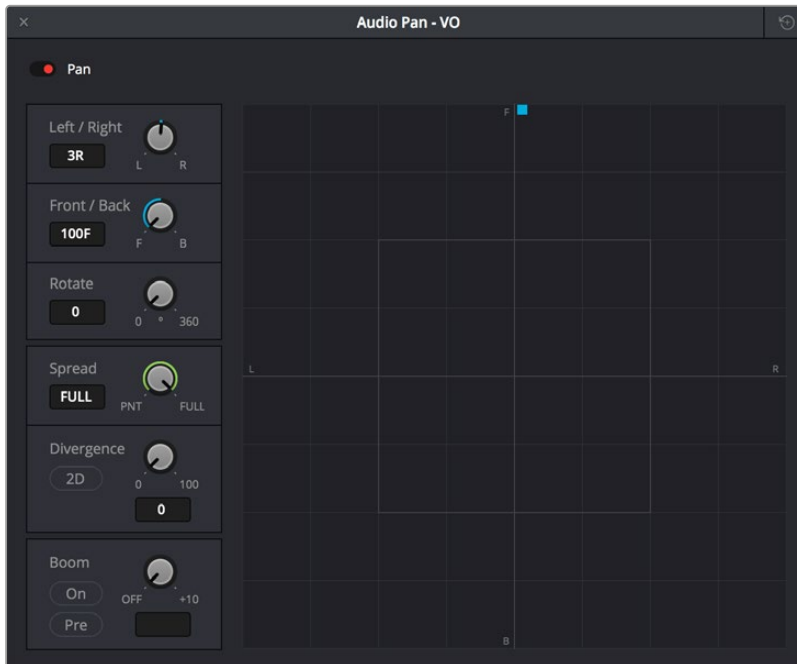 Audio Pan - VO
Pan
Left / Right
3R
L R
Front / Back
100F
F B
Rotate
0
0 ° 360
Spread
FULL
PNT FULL
Divergence
2D
0 100
0
Boom
On
OFF +10
Pre
F
L
R
B